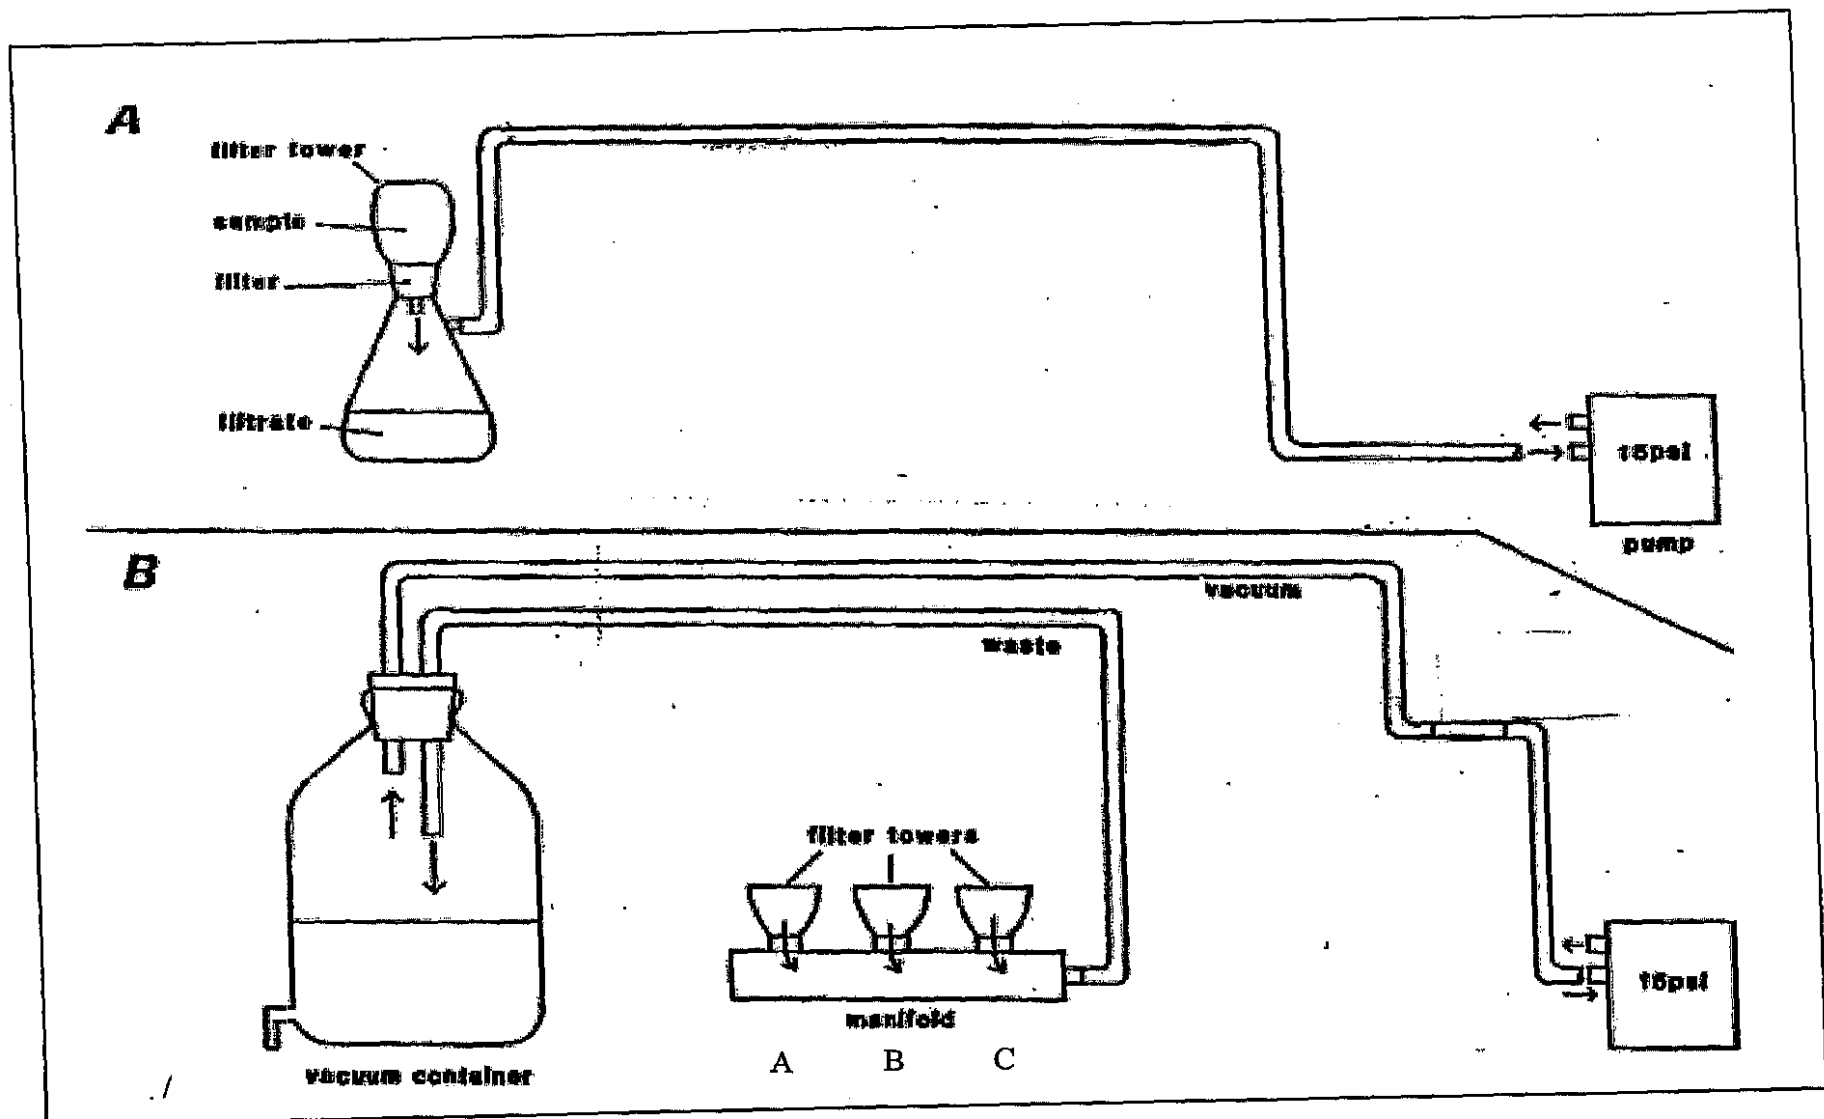 A
filter tower
sample
filter
filtrate
15psi
pump
B
vacuum
waste
filter towers
15psi
manifold
A B C
vacuum container